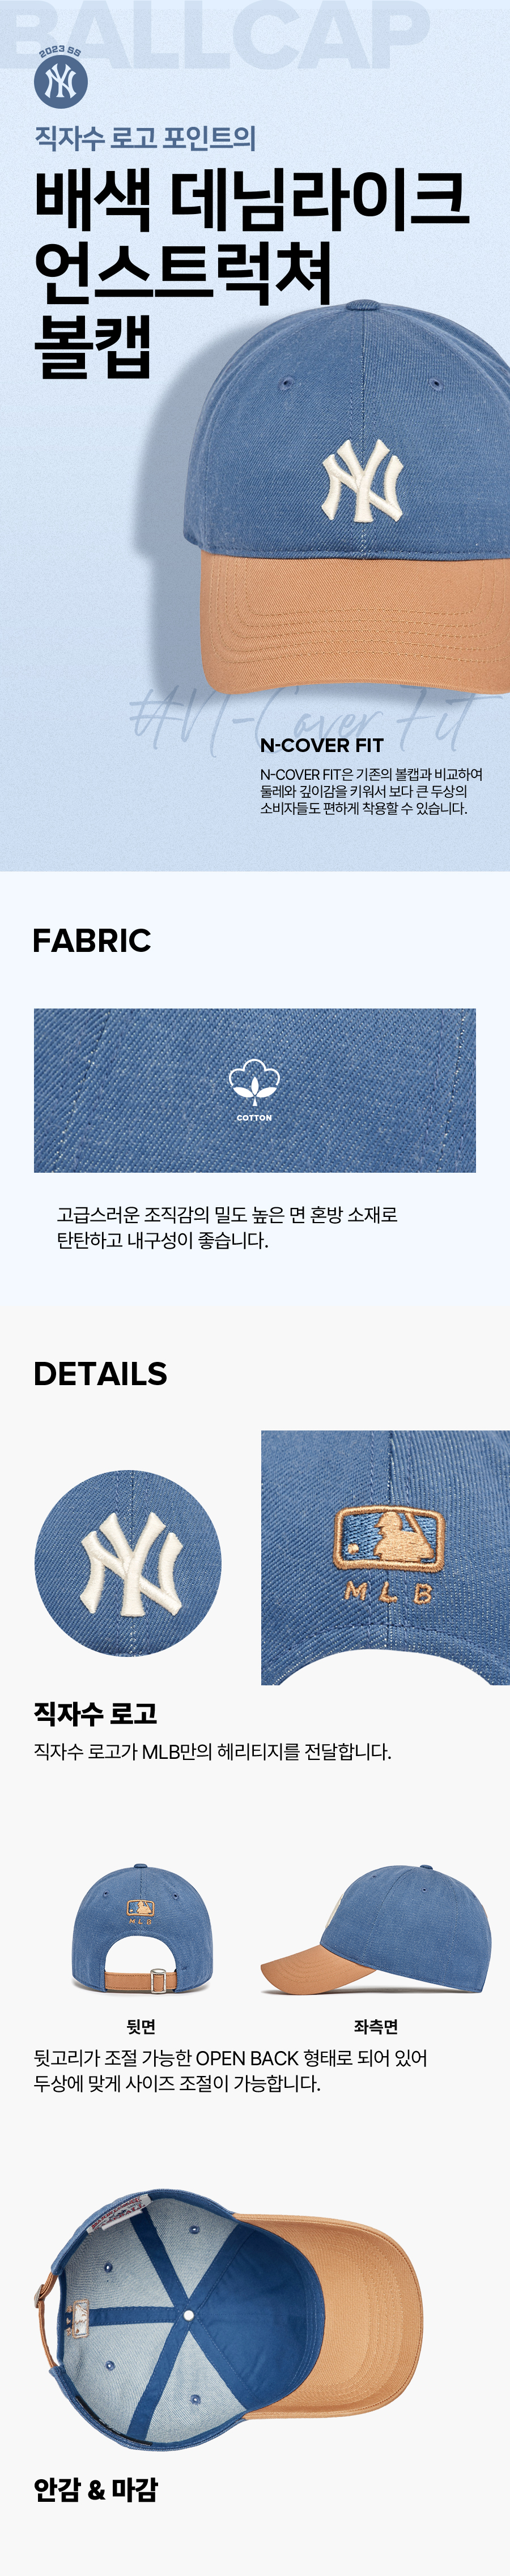 BALLCAP
2023 SS
NY
직자수 로고 포인트의
배색 데님라이크
언스트럭쳐
볼캡
#N-Cover Fit
N-COVER FIT
N-COVER FIT은 기존의 볼캡과 비교하여
둘레와 깊이감을 키워서 보다 큰 두상의
소비자들도 편하게 착용할 수 있습니다.
FABRIC
COTTON
고급스러운 조직감의 밀도 높은 면 혼방 소재로
탄탄하고 내구성이 좋습니다.
DETAILS
NY
MLB
직자수 로고
직자수 로고가 MLB만의 헤리티지를 전달합니다.
MLB
뒷면
좌측면
뒷고리가 조절 가능한 OPEN BACK 형태로 되어 있어
두상에 맞게 사이즈 조절이 가능합니다.
안감 & 마감